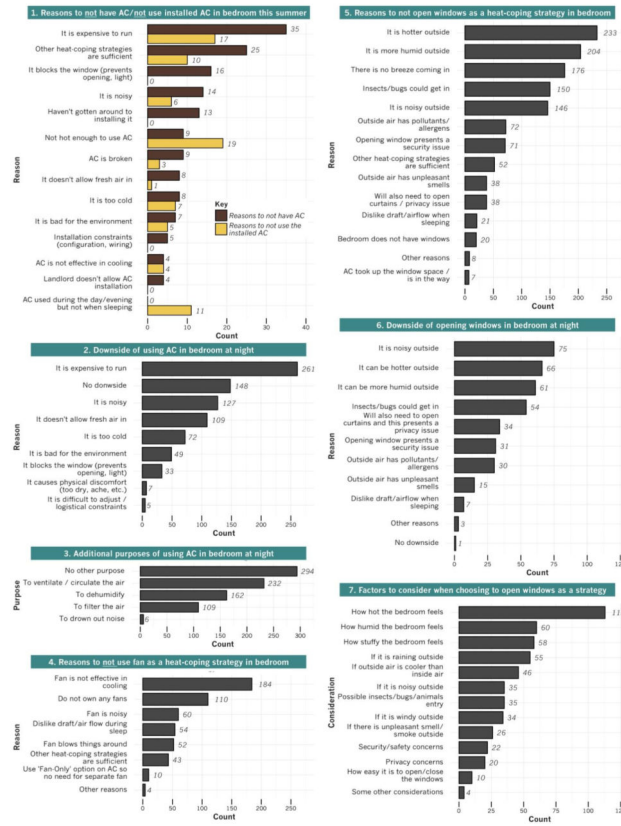 1. Reasons to not have AC/not use installed AC in bedroom this summer
Reason
It is expensive to run
35
17
Other heat-coping strategies
are sufficient
25
10
It blocks the window (prevents
opening, light)
16
0
It is noisy
14
6
Haven't gotten around to
installing it
13
0
Not hot enough to use AC
9
19
AC is broken
9
3
It doesn't allow fresh air in
8
1
It is too cold
8
7
It is bad for the environment
7
5
Installation constraints
(configuration, wiring)
5
0
AC is not effective in cooling
4
4
Landlord doesn't allow AC
installation
4
0
AC used during the day/evening
but not when sleeping
0
11
Key
Reasons to not have AC
Reasons to not use the
installed AC
0 10 20 30 40
Count
2. Downside of using AC in bedroom at night
Reason
It is expensive to run
261
No donwside
148
It is noisy
127
It doesn't allow fresh air in
109
It is too cold
72
It is bad for the environment
49
It blocks the window (prevents
opening, light)
33
It causes physical discomfort
(too dry, ache, etc.)
7
It is difficult to adjust /
logistical constraints
5
0 50 100 150 200 250
Count
3. Additional purposes of using AC in bedroom at night
Purpose
No other purpose
294
To ventilate / circulate the air
232
To dehumidify
162
To filter the air
109
To drown out noise
6
0 50 100 150 200 250 300
Count
4. Reasons to not use fan as a heat-coping strategy in bedroom
Reason
Fan is not effective in
cooling
184
Do not own any fans
110
Fan is noisy
60
Dislike draft/air flow during
sleep
54
Fan blows things around
52
Other heat-coping strategies
are sufficient
43
Use 'Fan-Only' option on AC so
no need for separate fan
10
Other reasons
4
0 50 100 150 200 250
Count
5. Reasons to not open windows as a heat-coping strategy in bedroom
Reason
It is hotter outside
233
It is more humid outside
204
There is no breeze coming in
176
Insects/bugs could get in
150
It is noisy outside
146
Outside air has pollutants/
allergens
72
Opening window presents a
security issue
71
Other heat-coping strategies
are sufficient
52
Outside air has unpleasant
smells
38
Will also need to open
curtains / privacy issue
38
Dislike draft/airflow when
sleeping
21
Bedroom does not have windows
20
Other reasons
8
AC took up the window space /
is in the way
7
0 50 100 150 200 250
Count
6. Downside of opening windows in bedroom at night
Reason
It is noisy outside
75
It can be hotter outside
66
It can be more humid outside
61
Insects/bugs could get in
54
Will also need to open
curtains and this presents a
privacy issue
34
Opening window presents a
security issue
31
Outside air has pollutants/
allergens
30
Outside air has unpleasant
smells
15
Dislike draft/airflow when
sleeping
7
Other reasons
3
No downside
1
0 25 50 75 100
Count
7. Factors to consider when choosing to open windows as a strategy
Consideration
How hot the bedroom feels
How humid the bedroom feels
60
How stuffy the bedroom feels
58
If it is raining outside
55
If outside air is cooler than
inside air
46
If it is noisy outside
35
Possible insects/bugs/animals
entry
35
If it is windy outside
34
If there is unpleasant smell/
smoke outside
26
Security/safety concerns
22
Privacy concerns
20
How easy it is to open/close
the windows
10
Some other considerations
4
0 25 50 75 100
Count